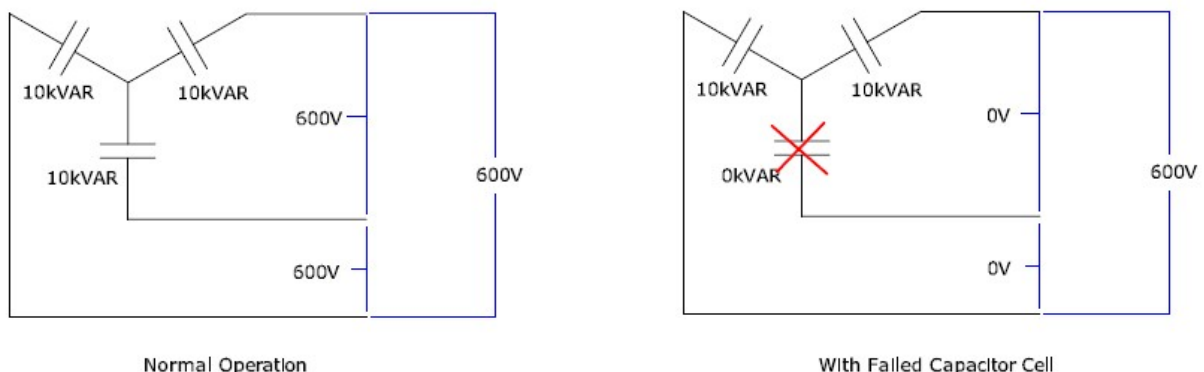 10kVAR
10kVAR
600V
10kVAR
600V
600V
Normal Operation
10kVAR
10kVAR
0V
0kVAR
600V
0V
With Failed Capacitor Cell